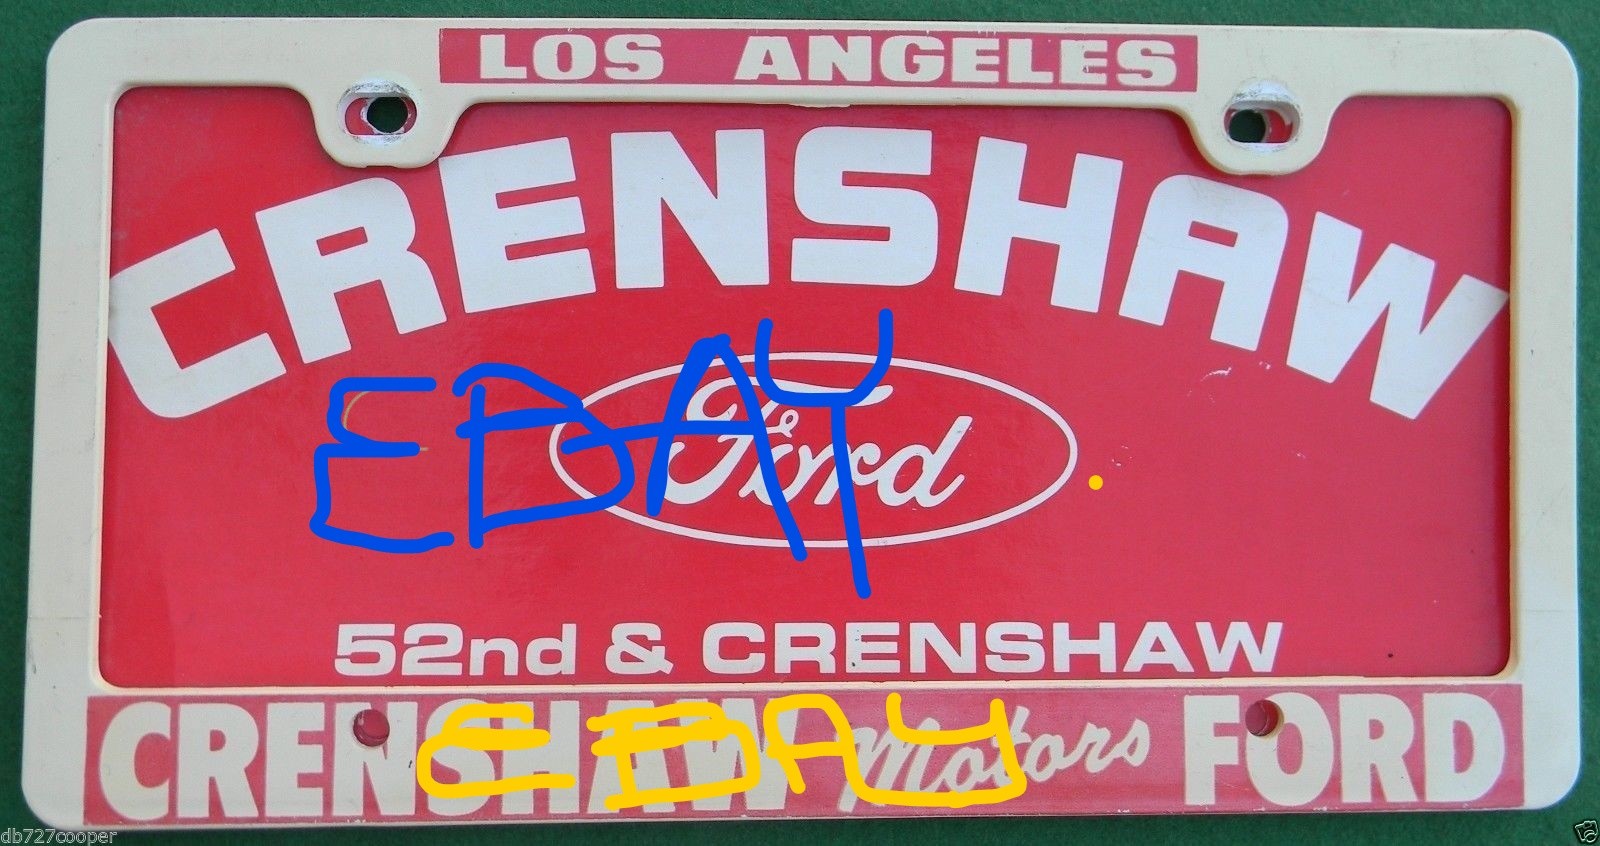 LOS ANGELES
CRENSHAW
Ford
EBAY
52nd & CRENSHAW
CRENSHAW Motors FORD
EBAY
db727cooper